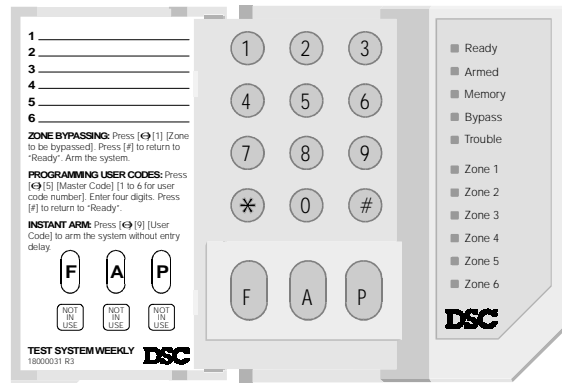 1
2
3
4
5
6
ZONE BYPASSING: Press [✱][1] [Zone
to be bypassed]. Press [#] to return to
"Ready". Arm the system.
PROGRAMMING USER CODES: Press
[✱][5] [Master Code] [1 to 6 for user
code number]. Enter four digits. Press
[#] to return to "Ready".
INSTANT ARM: Press [✱][9] [User
Code] to arm the system without entry
delay.
F A P
NOT IN USE
NOT IN USE
NOT IN USE
TEST SYSTEM WEEKLY
18000031 R3
DSC
1 2 3
4 5 6
7 8 9
* 0 #
F A P
Ready
Armed
Memory
Bypass
Trouble
Zone 1
Zone 2
Zone 3
Zone 4
Zone 5
Zone 6
DSC